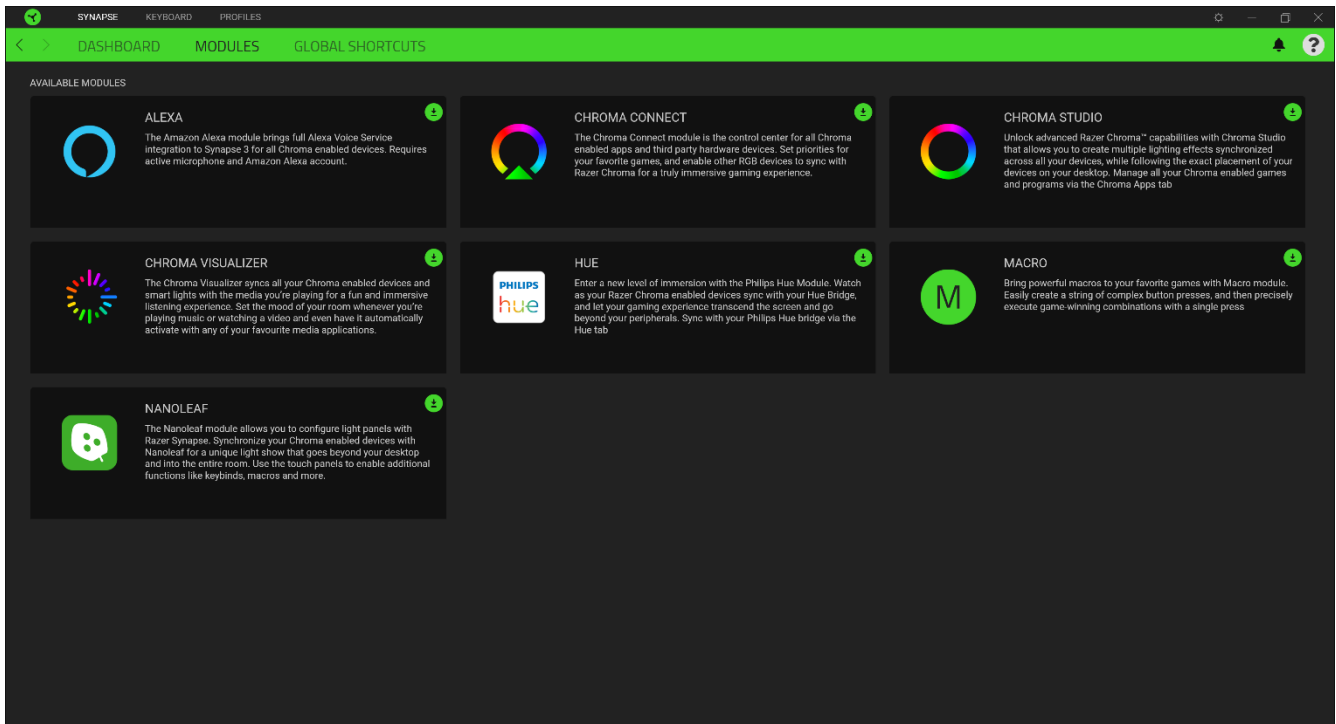 SYNAPSE KEYBOARD PROFILES
DASHBOARD MODULES GLOBAL SHORTCUTS
?
AVAILABLE MODULES
ALEXA
The Amazon Alexa module brings full Alexa Voice Service
integration to Synapse 3 for all Chroma enabled devices. Requires
active microphone and Amazon Alexa account.
CHROMA CONNECT
The Chroma Connect module is the control center for all Chroma
enabled apps and third party hardware devices. Set priorities for
your favorite games, and enable other RGB devices to sync with
Razer Chroma for a truly immersive gaming experience.
CHROMA STUDIO
Unlock advanced Razer Chroma™ capabilities with Chroma Studio
that allows you to create multiple lighting effects synchronized
across all your devices, while following the exact placement of your
devices on your desktop. Manage all your Chroma enabled games
and programs via the Chroma Apps tab
CHROMA VISUALIZER
The Chroma Visualizer syncs all your Chroma enabled devices and
smart lights with the media you're playing for a fun and immersive
listening experience. Set the mood of your room whenever you're
playing music or watching a video and even have it automatically
activate with any of your favourite media applications.
PHILIPS
hue
HUE
Enter a new level of immersion with the Philips Hue Module. Watch
as your Razer Chroma enabled devices sync with your Hue Bridge,
and let your gaming experience transcend the screen and go
beyond your peripherals. Sync with your Philips Hue bridge via the
Hue tab
M
MACRO
Bring powerful macros to your favorite games with Macro module.
Easily create a string of complex button presses, and then precisely
execute game-winning combinations with a single press
NANOLEAF
The Nanoleaf module allows you to configure light panels with
Razer Synapse. Synchronize your Chroma enabled devices with
Nanoleaf for a unique light show that goes beyond your desktop
and into the entire room. Use the touch panels to enable additional
functions like keybinds, macros and more.